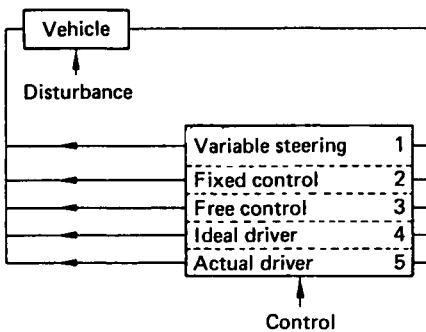 Vehicle
Disturbance
Variable steering 1
Fixed control 2
Free control 3
Ideal driver 4
Actual driver 5
Control